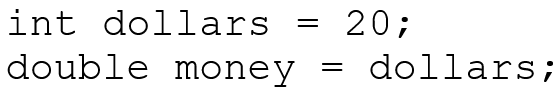 int dollars = 20;
double money = dollars;